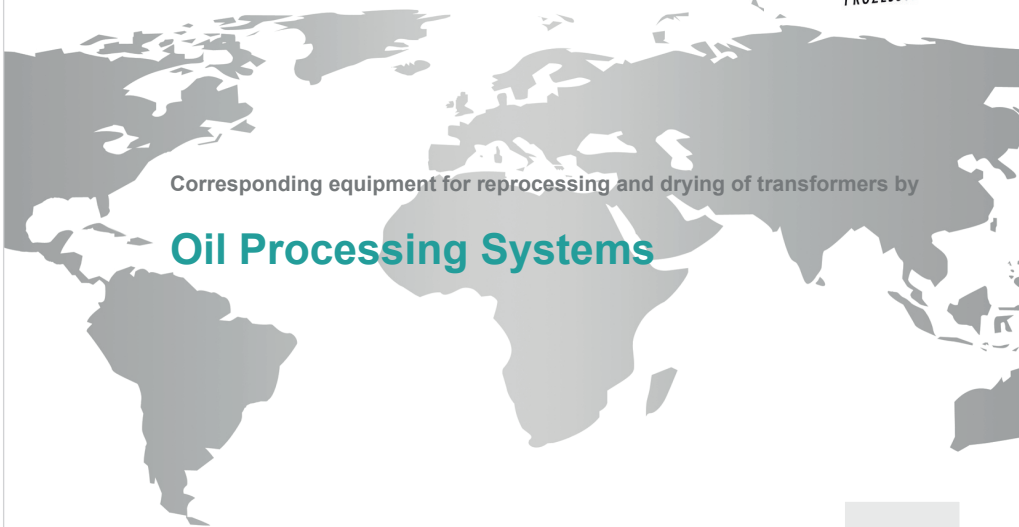 Corresponding equipment for reprocessing and drying of transformers by
Oil Processing Systems